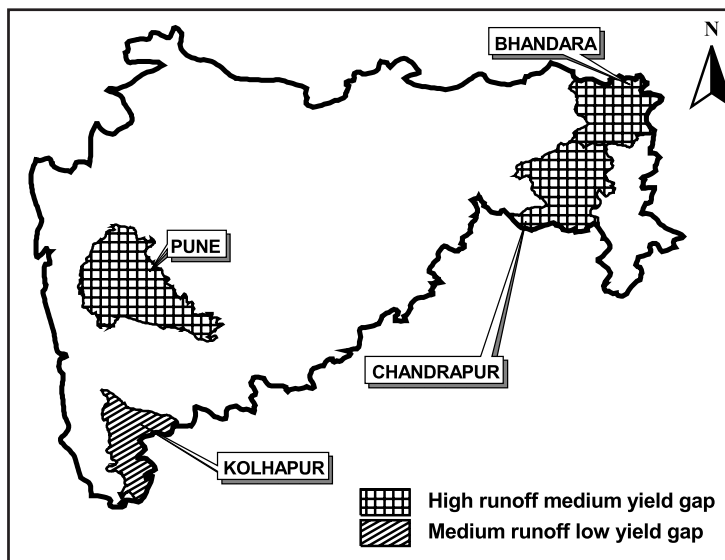 N
BHANDARA
PUNE
CHANDRAPUR
KOLHAPUR
High runoff medium yield gap
Medium runoff low yield gap